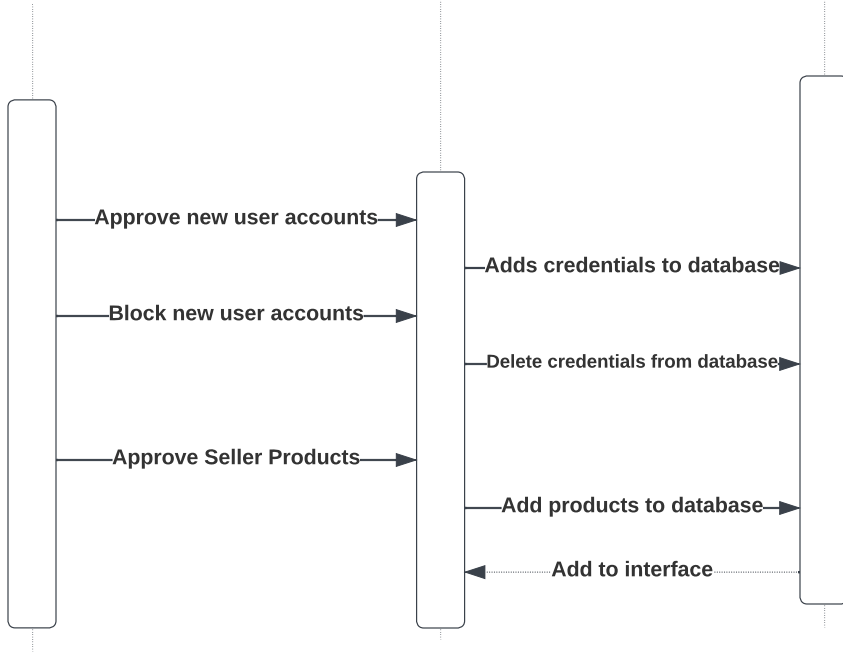 Approve new user accounts
Adds credentials to database
Block new user accounts
Delete credentials from database
Approve Seller Products
Add products to database
Add to interface